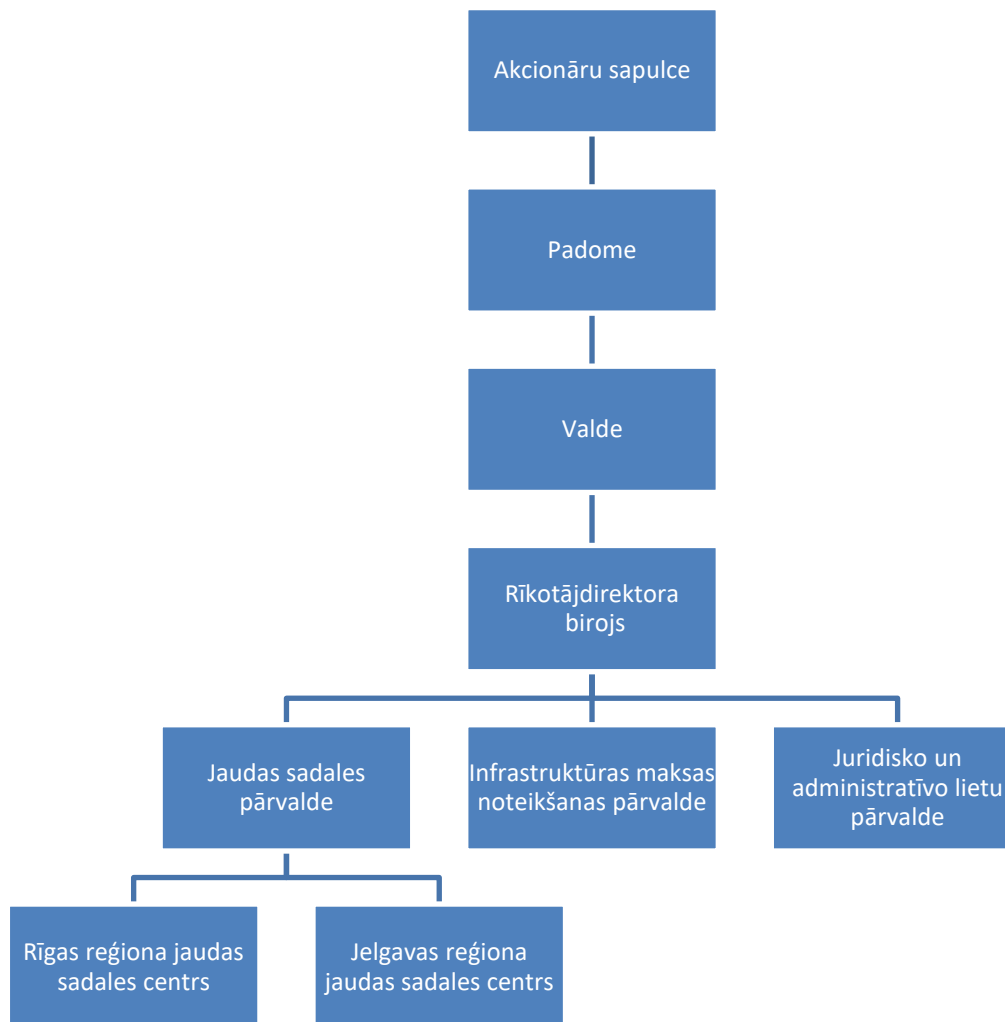 Akcionāru sapulce
Padome
Valde
Rīkotājdirektora
birojs
Jaudas sadales
pārvalde
Infrastruktūras maksas
noteikšanas pārvalde
Juridisko un
administratīvo lietu
pārvalde
Rīgas reģiona jaudas
sadales centrs
Jelgavas reģiona
jaudas sadales centrs